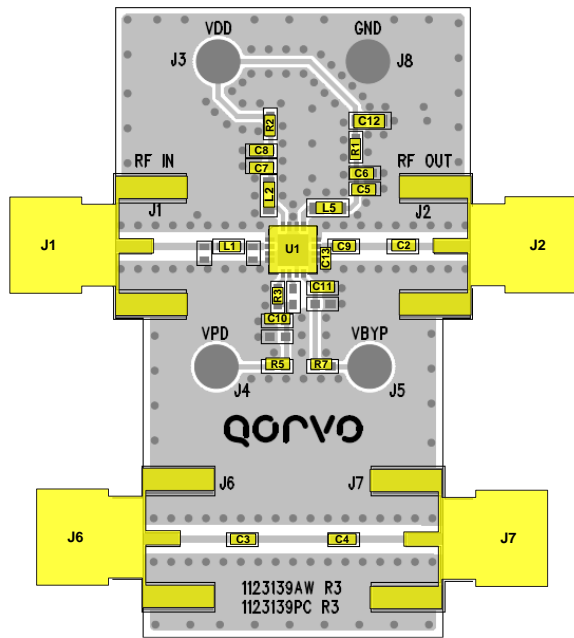 VDD GND
J3 J8
C12
R2
R1
C8
C7
C6
C5
RF IN RF OUT
L2
L5
J1 J2
J1 L1 U1 C9 C2 J2
C13
R3 C11
C10
VPD VBYP
R5 R7
J4 J5
QORVO
J6 J7
J6 C3 C4 J7
1123139AW R3
1123139PC R3